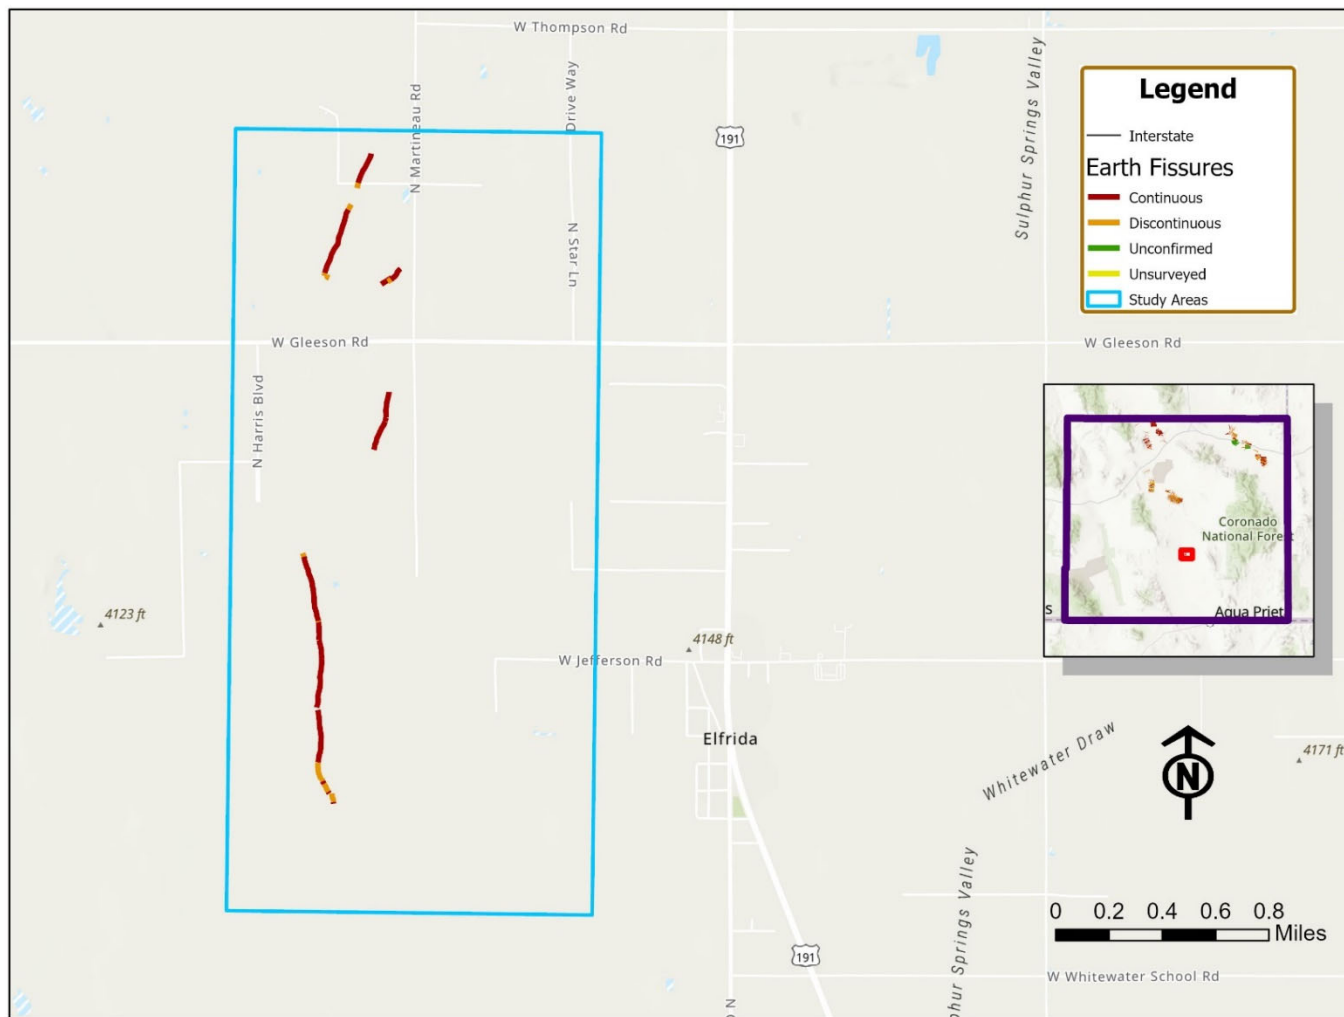 W Thompson Rd
N Martineau Rd
Drive Way
191
Sulphur Springs Valley
Legend
Interstate
Earth Fissures
Continuous
Discontinuous
Unconfirmed
Unsurveyed
Study Areas
N Star Ln
W Gleeson Rd
W Gleeson Rd
N Harris Blvd
Coronado
National Forest
S
Agua Priet
4123 ft
4148 ft
W Jefferson Rd
Elfrida
Whitewater Draw
4171 ft
N
0 0.2 0.4 0.6 0.8
Miles
phur Springs Valley
191
W Whitewater School Rd